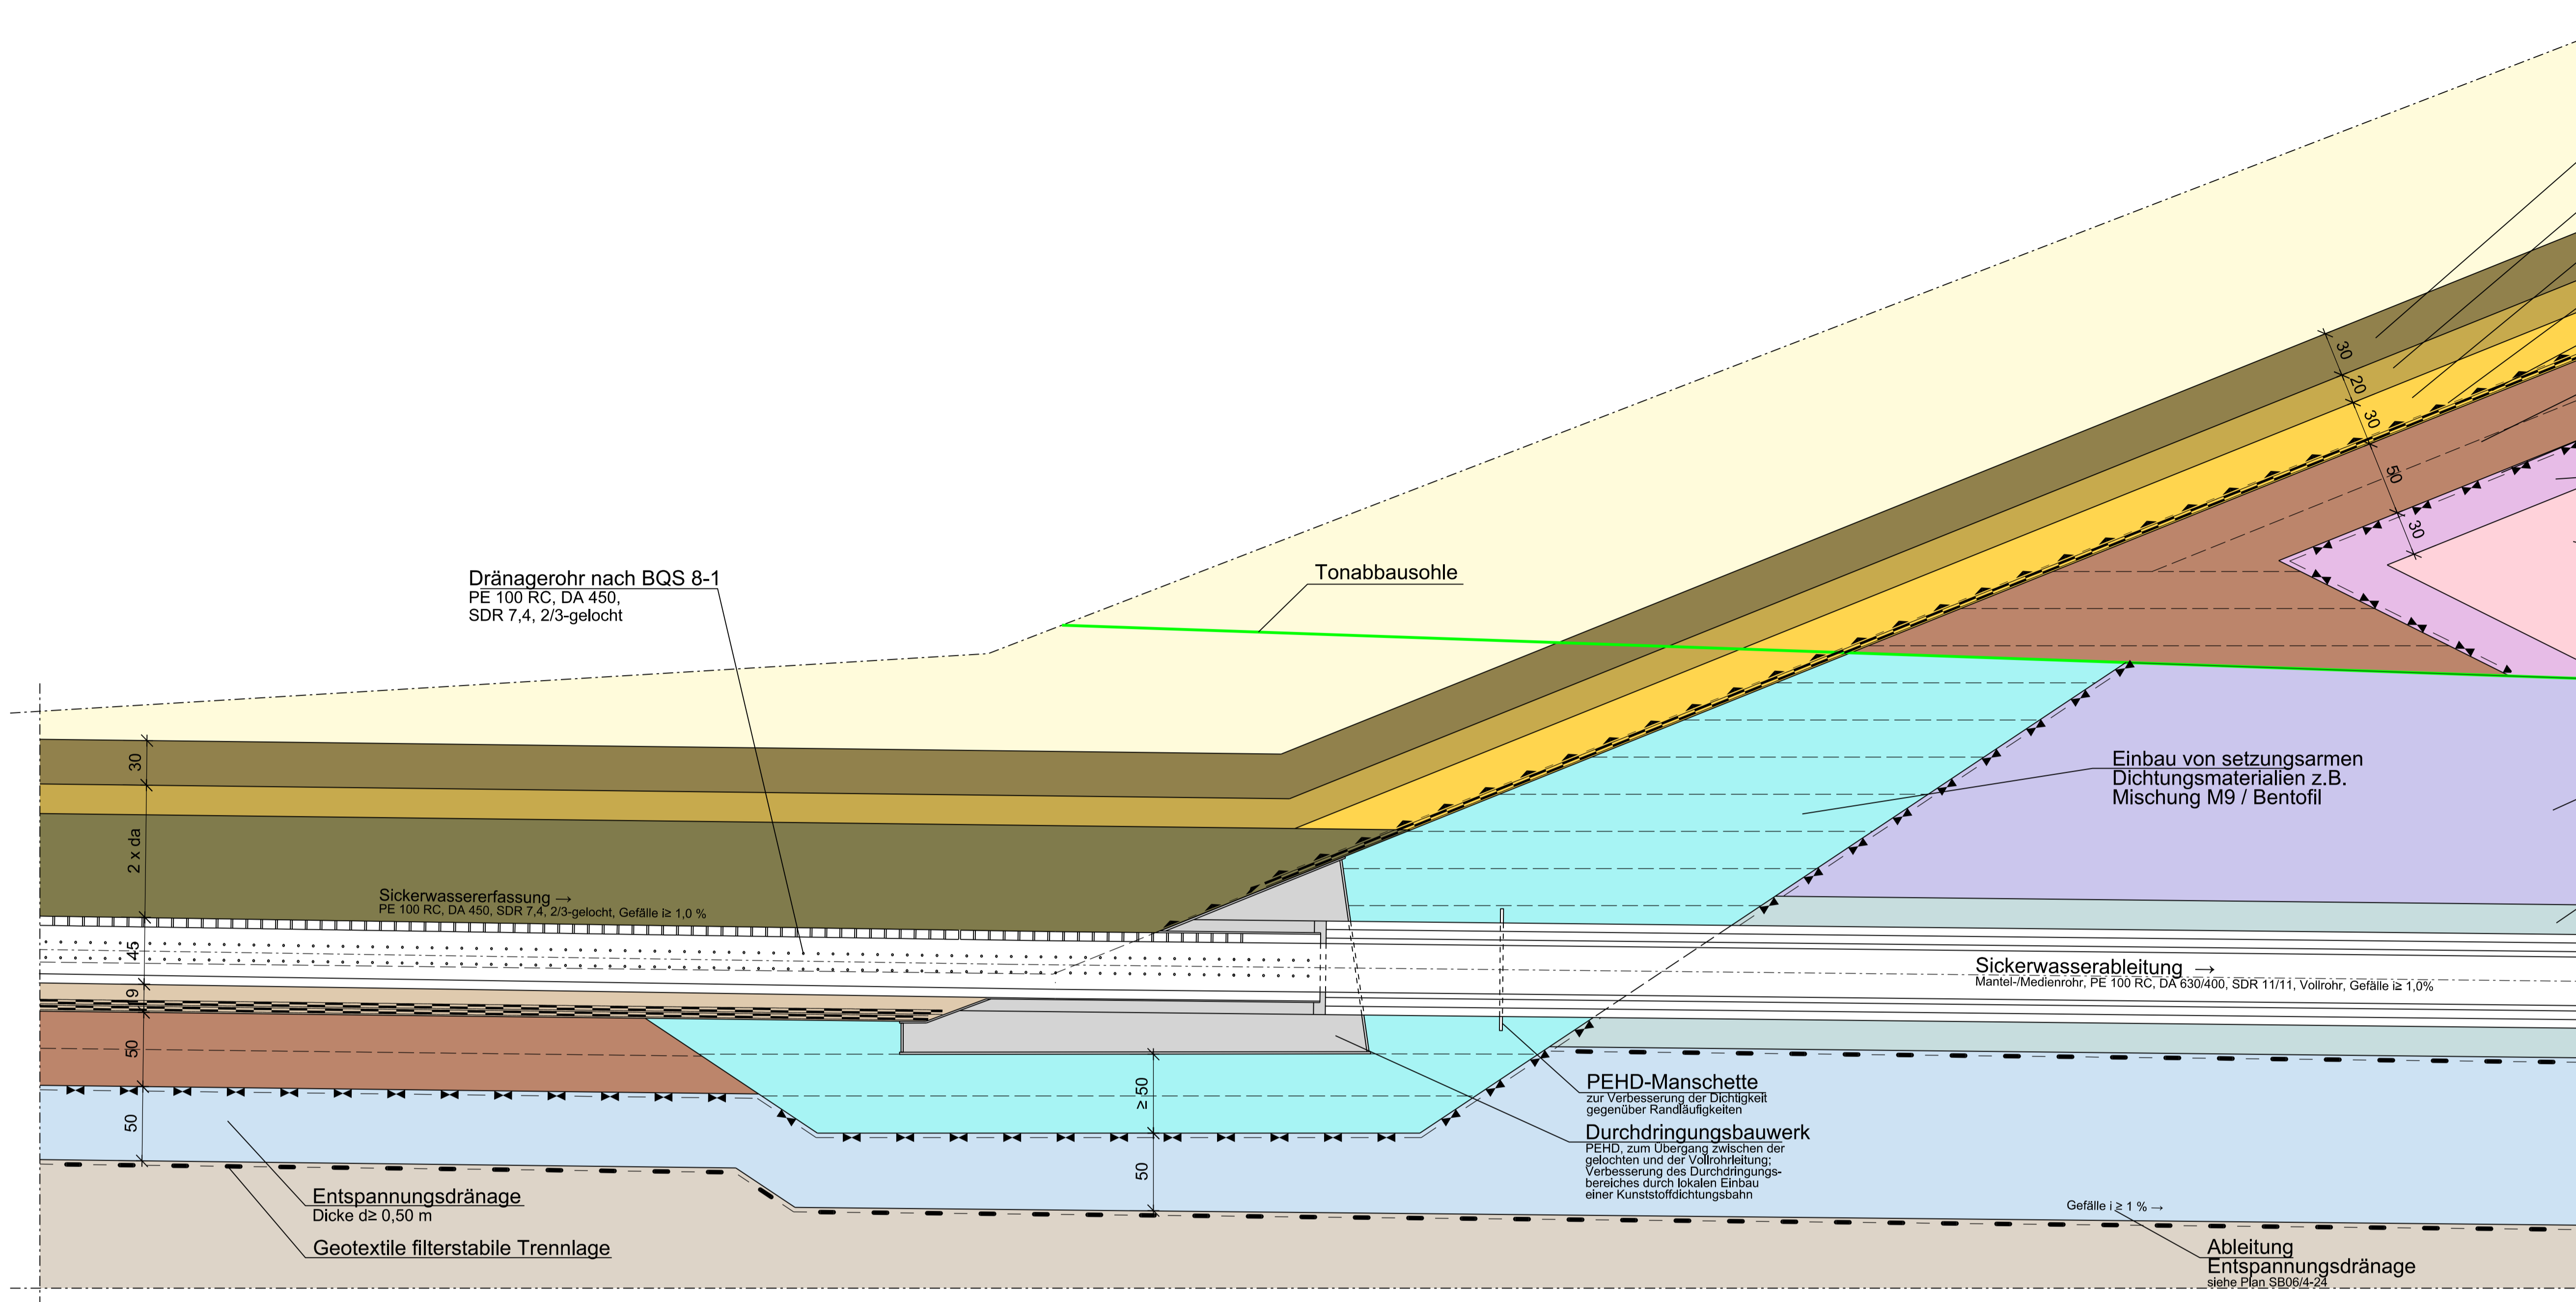 Dränagerohr nach BQS 8-1
PE 100 RC, DA 450,
SDR 7,4, 2/3-gelocht
Tonabbausohle
30
20
30
50
30
30
2 x da
45
19
50
50
Sickerwassererfassung →
PE 100 RC, DA 450, SDR 7,4, 2/3-gelocht, Gefälle i≥ 1,0 %
Einbau von setzungsarmen
Dichtungsmaterialien z.B.
Mischung M9 / Bentofil
Sickerwasserableitung →
Mantel-/Medienrohr, PE 100 RC, DA 630/400, SDR 11/11, Vollrohr, Gefälle i≥ 1,0%
≥ 50
50
PEHD-Manschette
zur Verbesserung der Dichtigkeit
gegenüber Randläufigkeiten
Durchdringungsbauwerk
PEHD, zum Übergang zwischen der
gelochten und der Vollrohrleitung;
Verbesserung des Durchdringungs-
bereiches durch lokalen Einbau
einer Kunststoffdichtungsbahn
Entspannungsdränage
Dicke d≥ 0,50 m
Geotextile filterstabile Trennlage
Gefälle i ≥ 1 % →
Ableitung
Entspannungsdränage
siehe Plan SB06/4-24